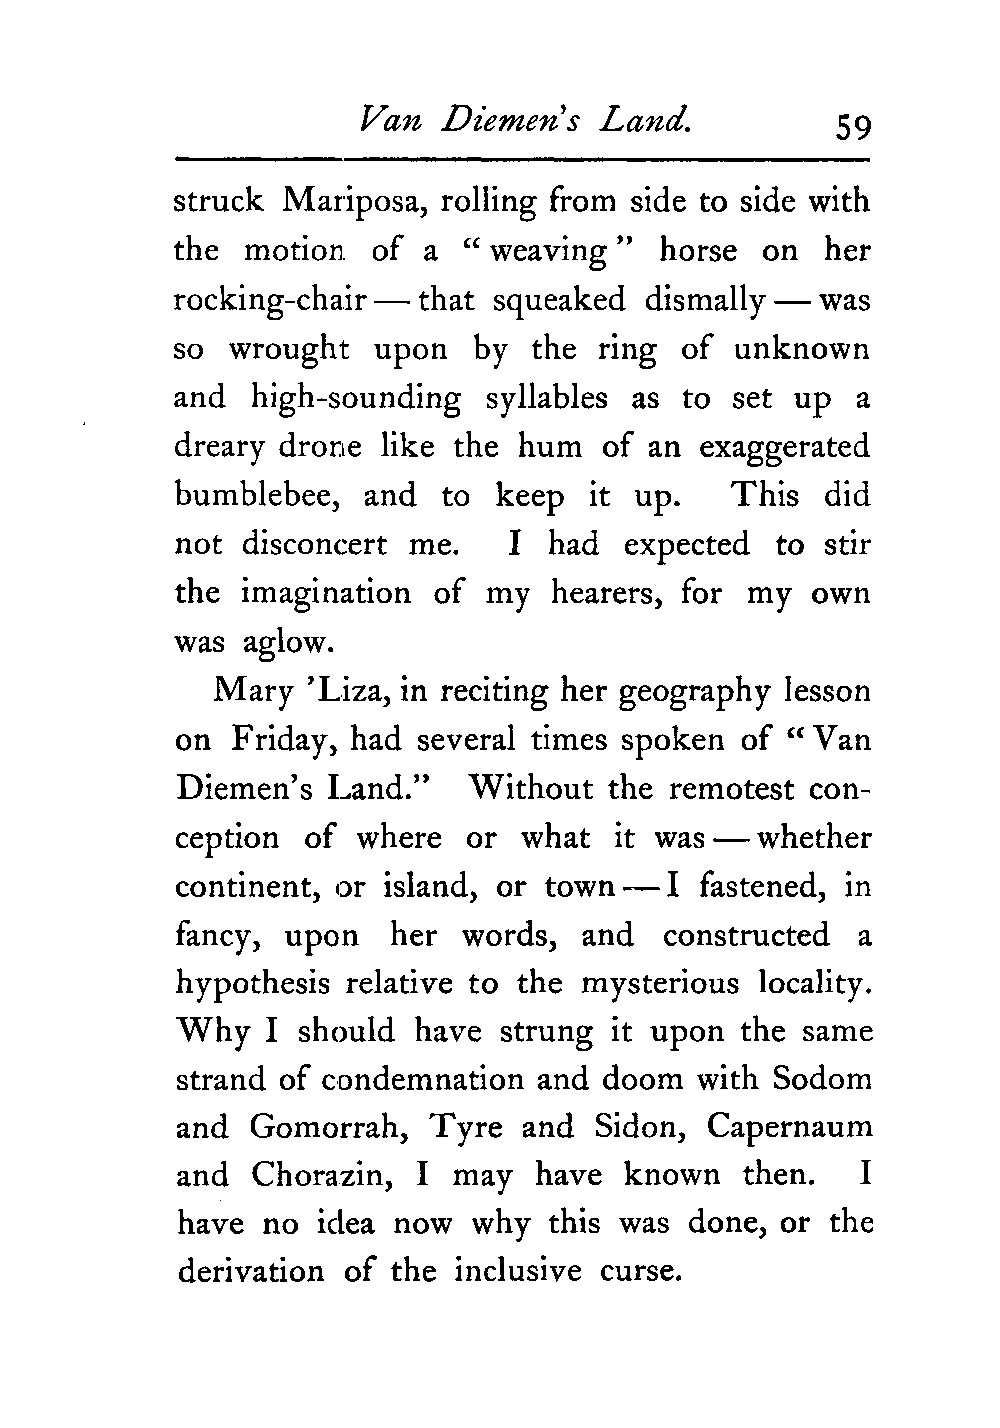 Van Diemen's Land. 59
struck Mariposa, rolling from side to side with
the motion of a “weaving” horse on her
rocking-chair — that squeaked dismally — was
so wrought upon by the ring of unknown
and high-sounding syllables as to set up a
dreary drone like the hum of an exaggerated
bumblebee, and to keep it up. This did
not disconcert me. I had expected to stir
the imagination of my hearers, for my own
was aglow.
Mary ’Liza, in reciting her geography lesson
on Friday, had several times spoken of “Van
Diemen’s Land.” Without the remotest con-
ception of where or what it was — whether
continent, or island, or town — I fastened, in
fancy, upon her words, and constructed a
hypothesis relative to the mysterious locality.
Why I should have strung it upon the same
strand of condemnation and doom with Sodom
and Gomorrah, Tyre and Sidon, Capernaum
and Chorazin, I may have known then. I
have no idea now why this was done, or the
derivation of the inclusive curse.